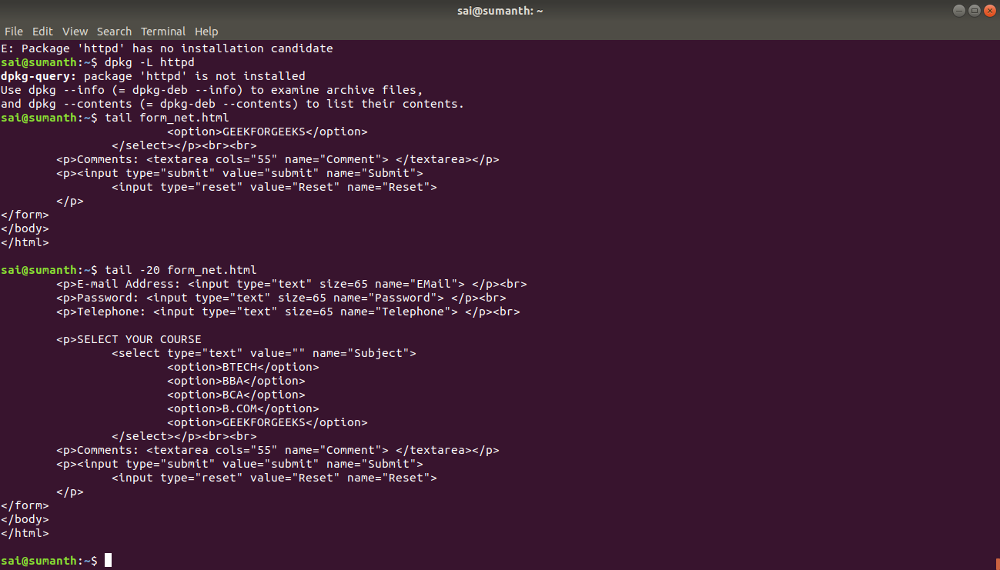 sai@sumanth: ~
File Edit View Search Terminal Help
E: Package 'httpd' has no installation candidate
sai@sumanth:~$ dpkg -L httpd
dpkg-query: package 'httpd' is not installed
Use dpkg --info (= dpkg-deb --info) to examine archive files,
and dpkg --contents (= dpkg-deb --contents) to list their contents.
sai@sumanth:~$ tail form_net.html
                        <option>GEEKFORGEEKS</option>
                </select></p><br><br>
        <p>Comments: <textarea cols="55" name="Comment"> </textarea></p>
        <p><input type="submit" value="submit" name="Submit">
                <input type="reset" value="Reset" name="Reset">
        </p>
</form>
</body>
</html>

sai@sumanth:~$ tail -20 form_net.html
        <p>E-mail Address: <input type="text" size=65 name="EMail"> </p><br>
        <p>Password: <input type="text" size=65 name="Password"> </p><br>
        <p>Telephone: <input type="text" size=65 name="Telephone"> </p><br>

        <p>SELECT YOUR COURSE
                <select type="text" value="" name="Subject">
                        <option>BTECH</option>
                        <option>BBA</option>
                        <option>BCA</option>
                        <option>B.COM</option>
                        <option>GEEKFORGEEKS</option>
                </select></p><br><br>
        <p>Comments: <textarea cols="55" name="Comment"> </textarea></p>
        <p><input type="submit" value="submit" name="Submit">
                <input type="reset" value="Reset" name="Reset">
        </p>
</form>
</body>
</html>

sai@sumanth:~$